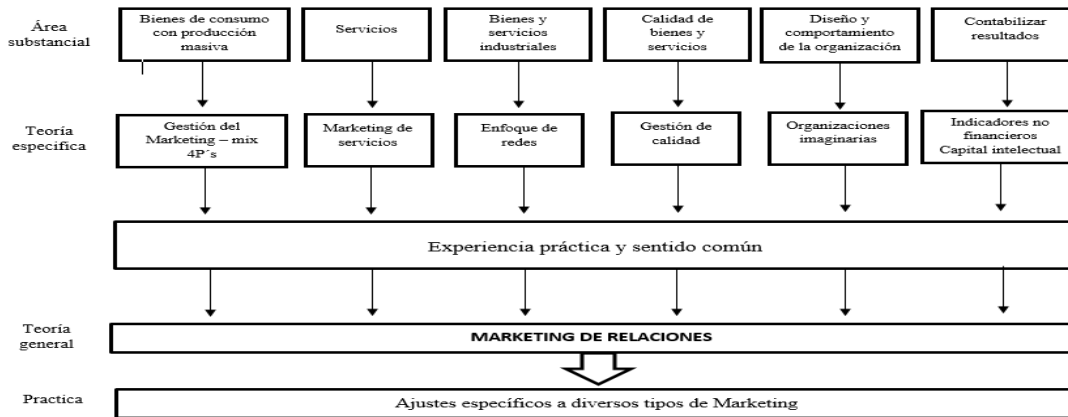 Área
substancial
Bienes de consumo
con producción
masiva
Servicios
Bienes y
servicios
industriales
Calidad de
bienes y
servicios
Diseño y
comportamiento
de la organización
Contabilizar
resultados
Teoría
especifica
Gestión del
Marketing – mix
4P´s
Marketing de
servicios
Enfoque de
redes
Gestión de
calidad
Organizaciones
imaginarias
Indicadores no
financieros
Capital intelectual
Experiencia práctica y sentido común
Teoría
general
MARKETING DE RELACIONES
Practica
Ajustes específicos a diversos tipos de Marketing